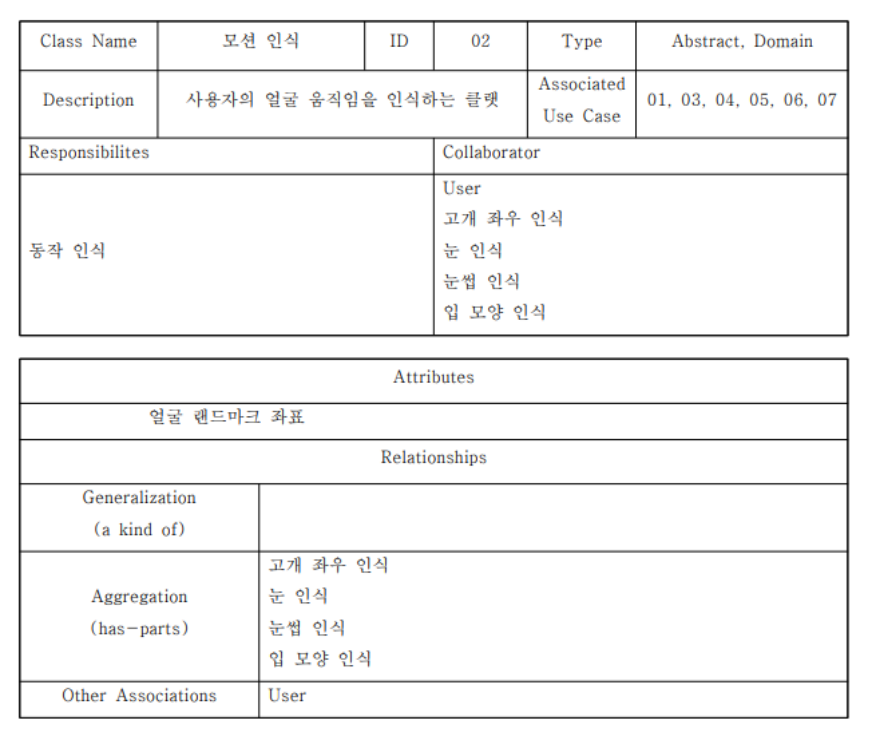 Class Name 모션 인식 ID 02 Type Abstract, Domain
Description 사용자의 얼굴 움직임을 인식하는 클랫 Associated Use Case 01, 03, 04, 05, 06, 07
Responsibilites Collaborator
동작 인식
User
고개 좌우 인식
눈 인식
눈썹 인식
입 모양 인식
Attributes
얼굴 랜드마크 좌표
Relationships
Generalization
(a kind of)
Aggregation
(has-parts)
고개 좌우 인식
눈 인식
눈썹 인식
입 모양 인식
Other Associations User